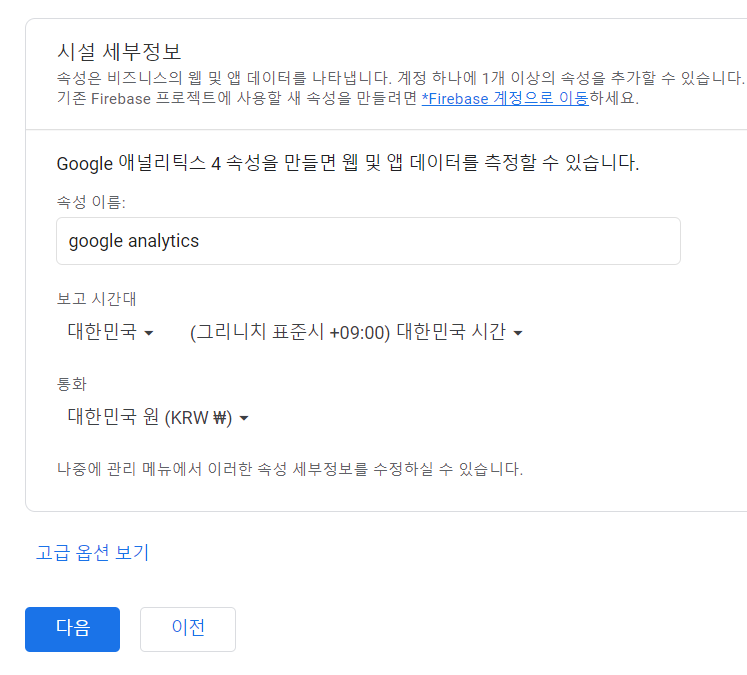 시설 세부정보
속성은 비즈니스의 웹 및 앱 데이터를 나타냅니다. 계정 하나에 1개 이상의 속성을 추가할 수 있습니다.
기존 Firebase 프로젝트에 사용할 새 속성을 만들려면 *Firebase 계정으로 이동하세요.
Google 애널리틱스 4 속성을 만들면 웹 및 앱 데이터를 측정할 수 있습니다.
속성 이름:
google analytics
보고 시간대
대한민국 (그리니치 표준시 +09:00) 대한민국 시간
통화
대한민국 원 (KRW ₩)
나중에 관리 메뉴에서 이러한 속성 세부정보를 수정하실 수 있습니다.
고급 옵션 보기
다음 이전